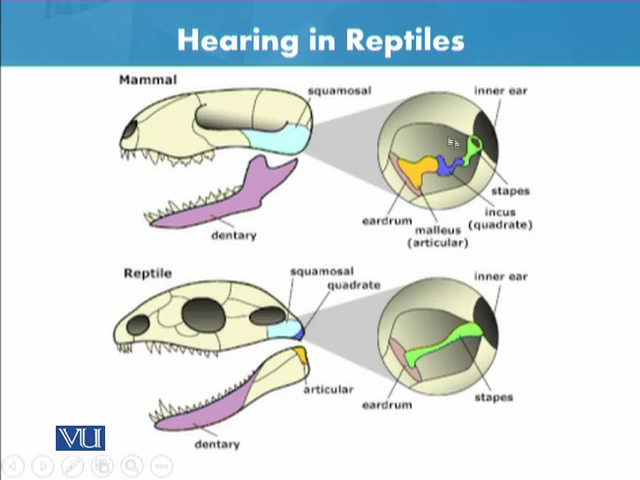 Hearing in Reptiles
Mammal
squamosal
inner ear
stapes
incus
(quadrate)
eardrum
malleus
(articular)
dentary
Reptile
squamosal
quadrate
inner ear
articular
eardrum
stapes
dentary
VU